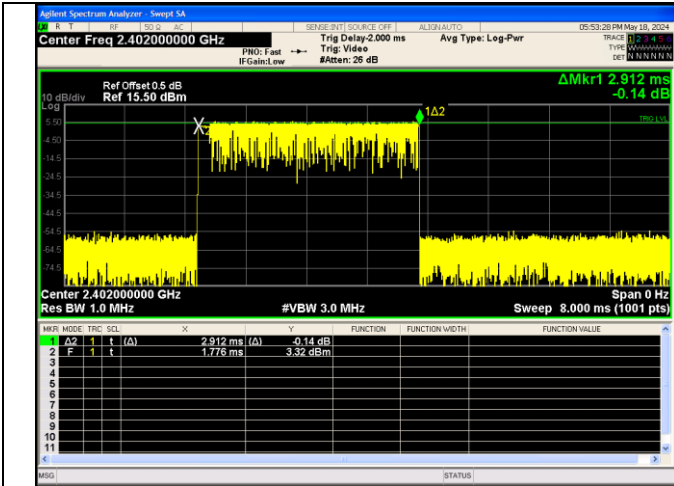 Agilent Spectrum Analyzer - Swept SA
R T RF 50 Ω AC SENSE:INT SOURCE OFF ALIGN AUTO 05:53:28 PM May 18, 2024
Center Freq 2.402000000 GHz Trig Delay-2.000 ms Avg Type: Log-Pwr TRACE 1 2 3 4 5 6
PNO: Fast Trig: Video TYPE W
IFGain:Low #Atten: 26 dB DET N N N N N N
ΔMkr1 2.912 ms
-0.14 dB
Ref Offset 0.5 dB
10 dB/div Ref 15.50 dBm
Log
1Δ2
TRIG LVL
5.50
X2
-4.50
-14.5
-24.5
-34.5
-44.5
-54.5
-64.5
-74.5
Center 2.402000000 GHz Span 0 Hz
Res BW 1.0 MHz #VBW 3.0 MHz Sweep 8.000 ms (1001 pts)
MKR MODE TRC SCL X Y FUNCTION FUNCTION WIDTH FUNCTION VALUE
1 Δ2 1 t (Δ) 2.912 ms (Δ) -0.14 dB
2 F 1 t 1.776 ms 3.32 dBm
3
4
5
6
7
8
9
10
11
MSG STATUS